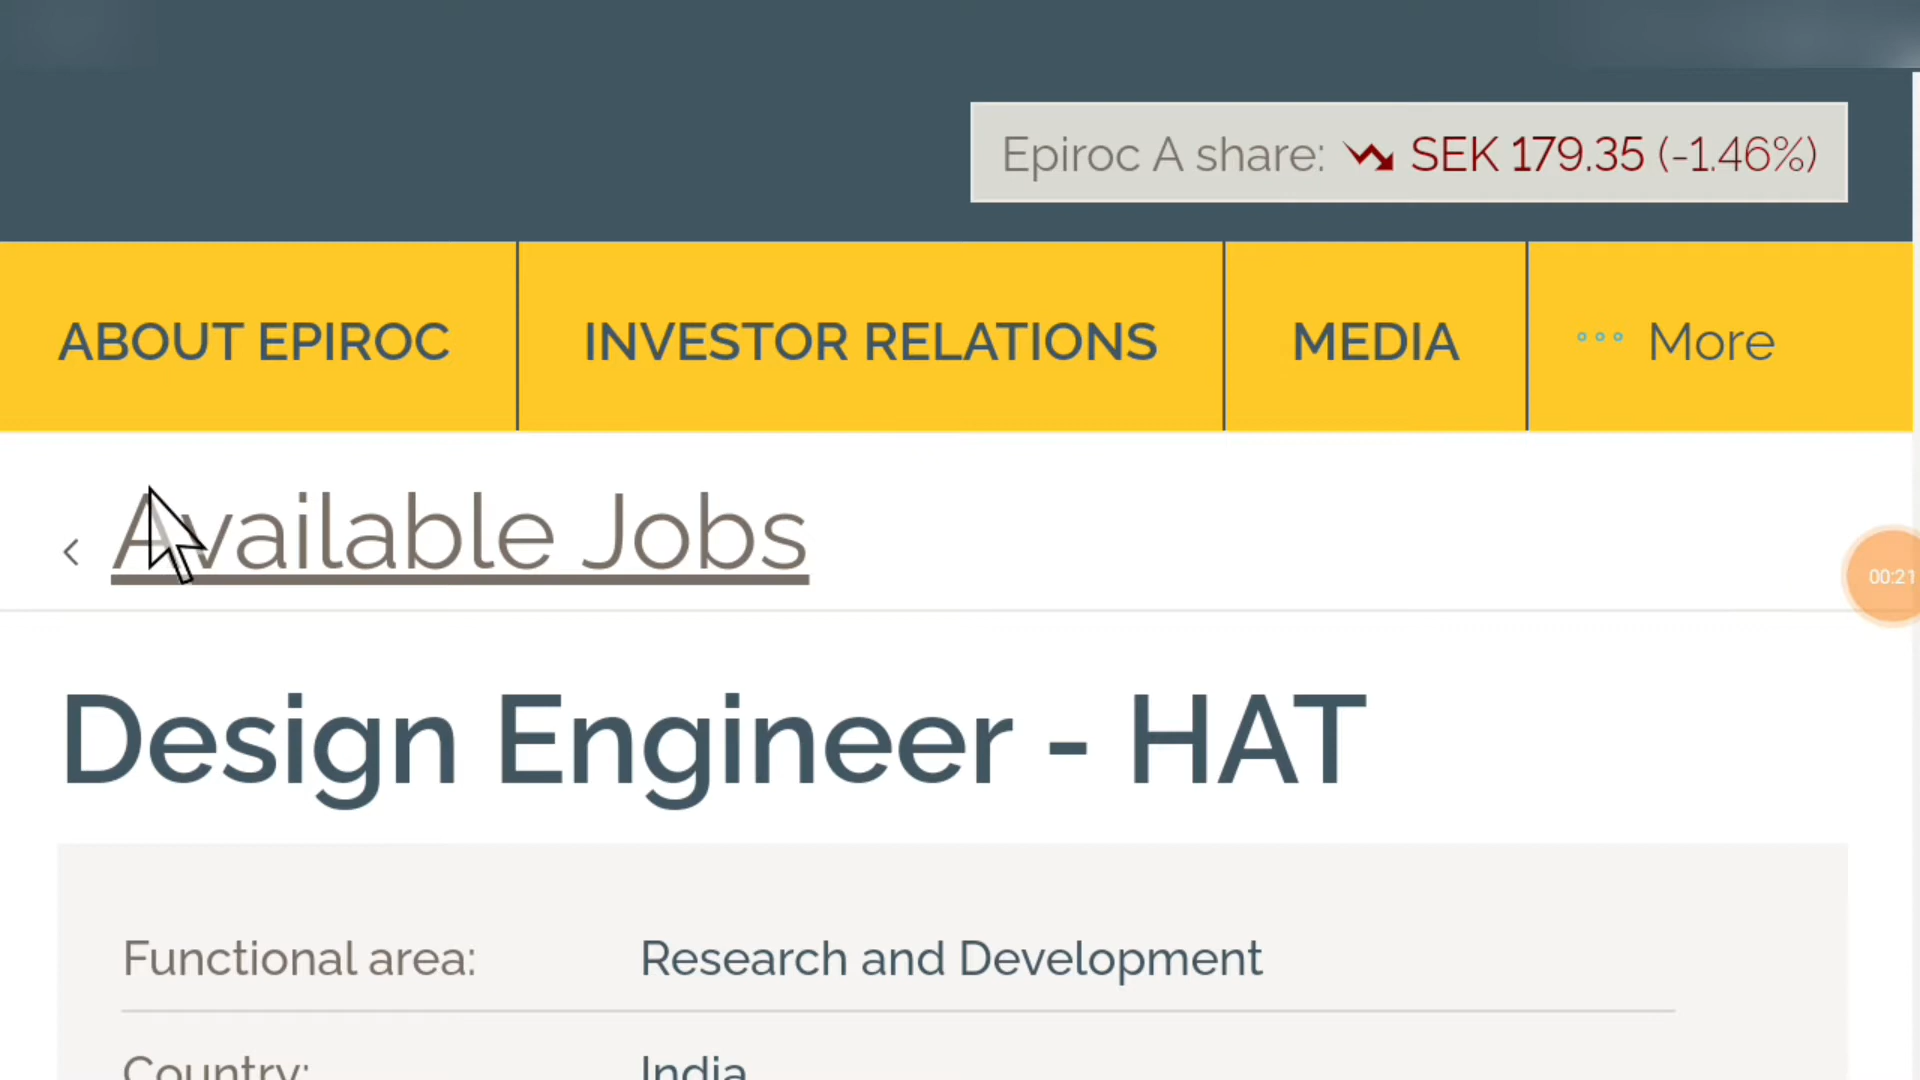 Epiroc A share: SEK 179.35 (-1.46%)
ABOUT EPIROC INVESTOR RELATIONS MEDIA More
Available Jobs
00:21
Design Engineer - HAT
Functional area: Research and Development
Country: India